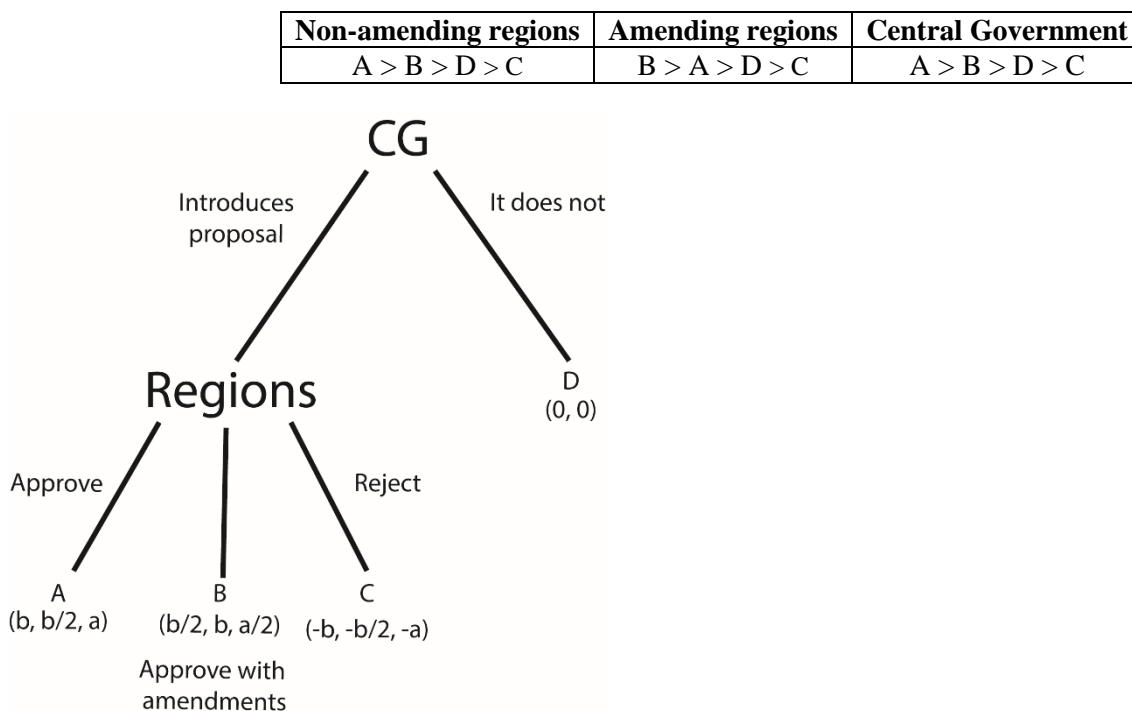 Non-amending regions Amending regions Central Government
A > B > D > C B > A > D > C A > B > D > C
CG
Introduces
proposal
It does not
Regions
D
(0, 0)
Approve
Reject
A
(b, b/2, a)
B
(b/2, b, a/2)
C
(-b, -b/2, -a)
Approve with
amendments